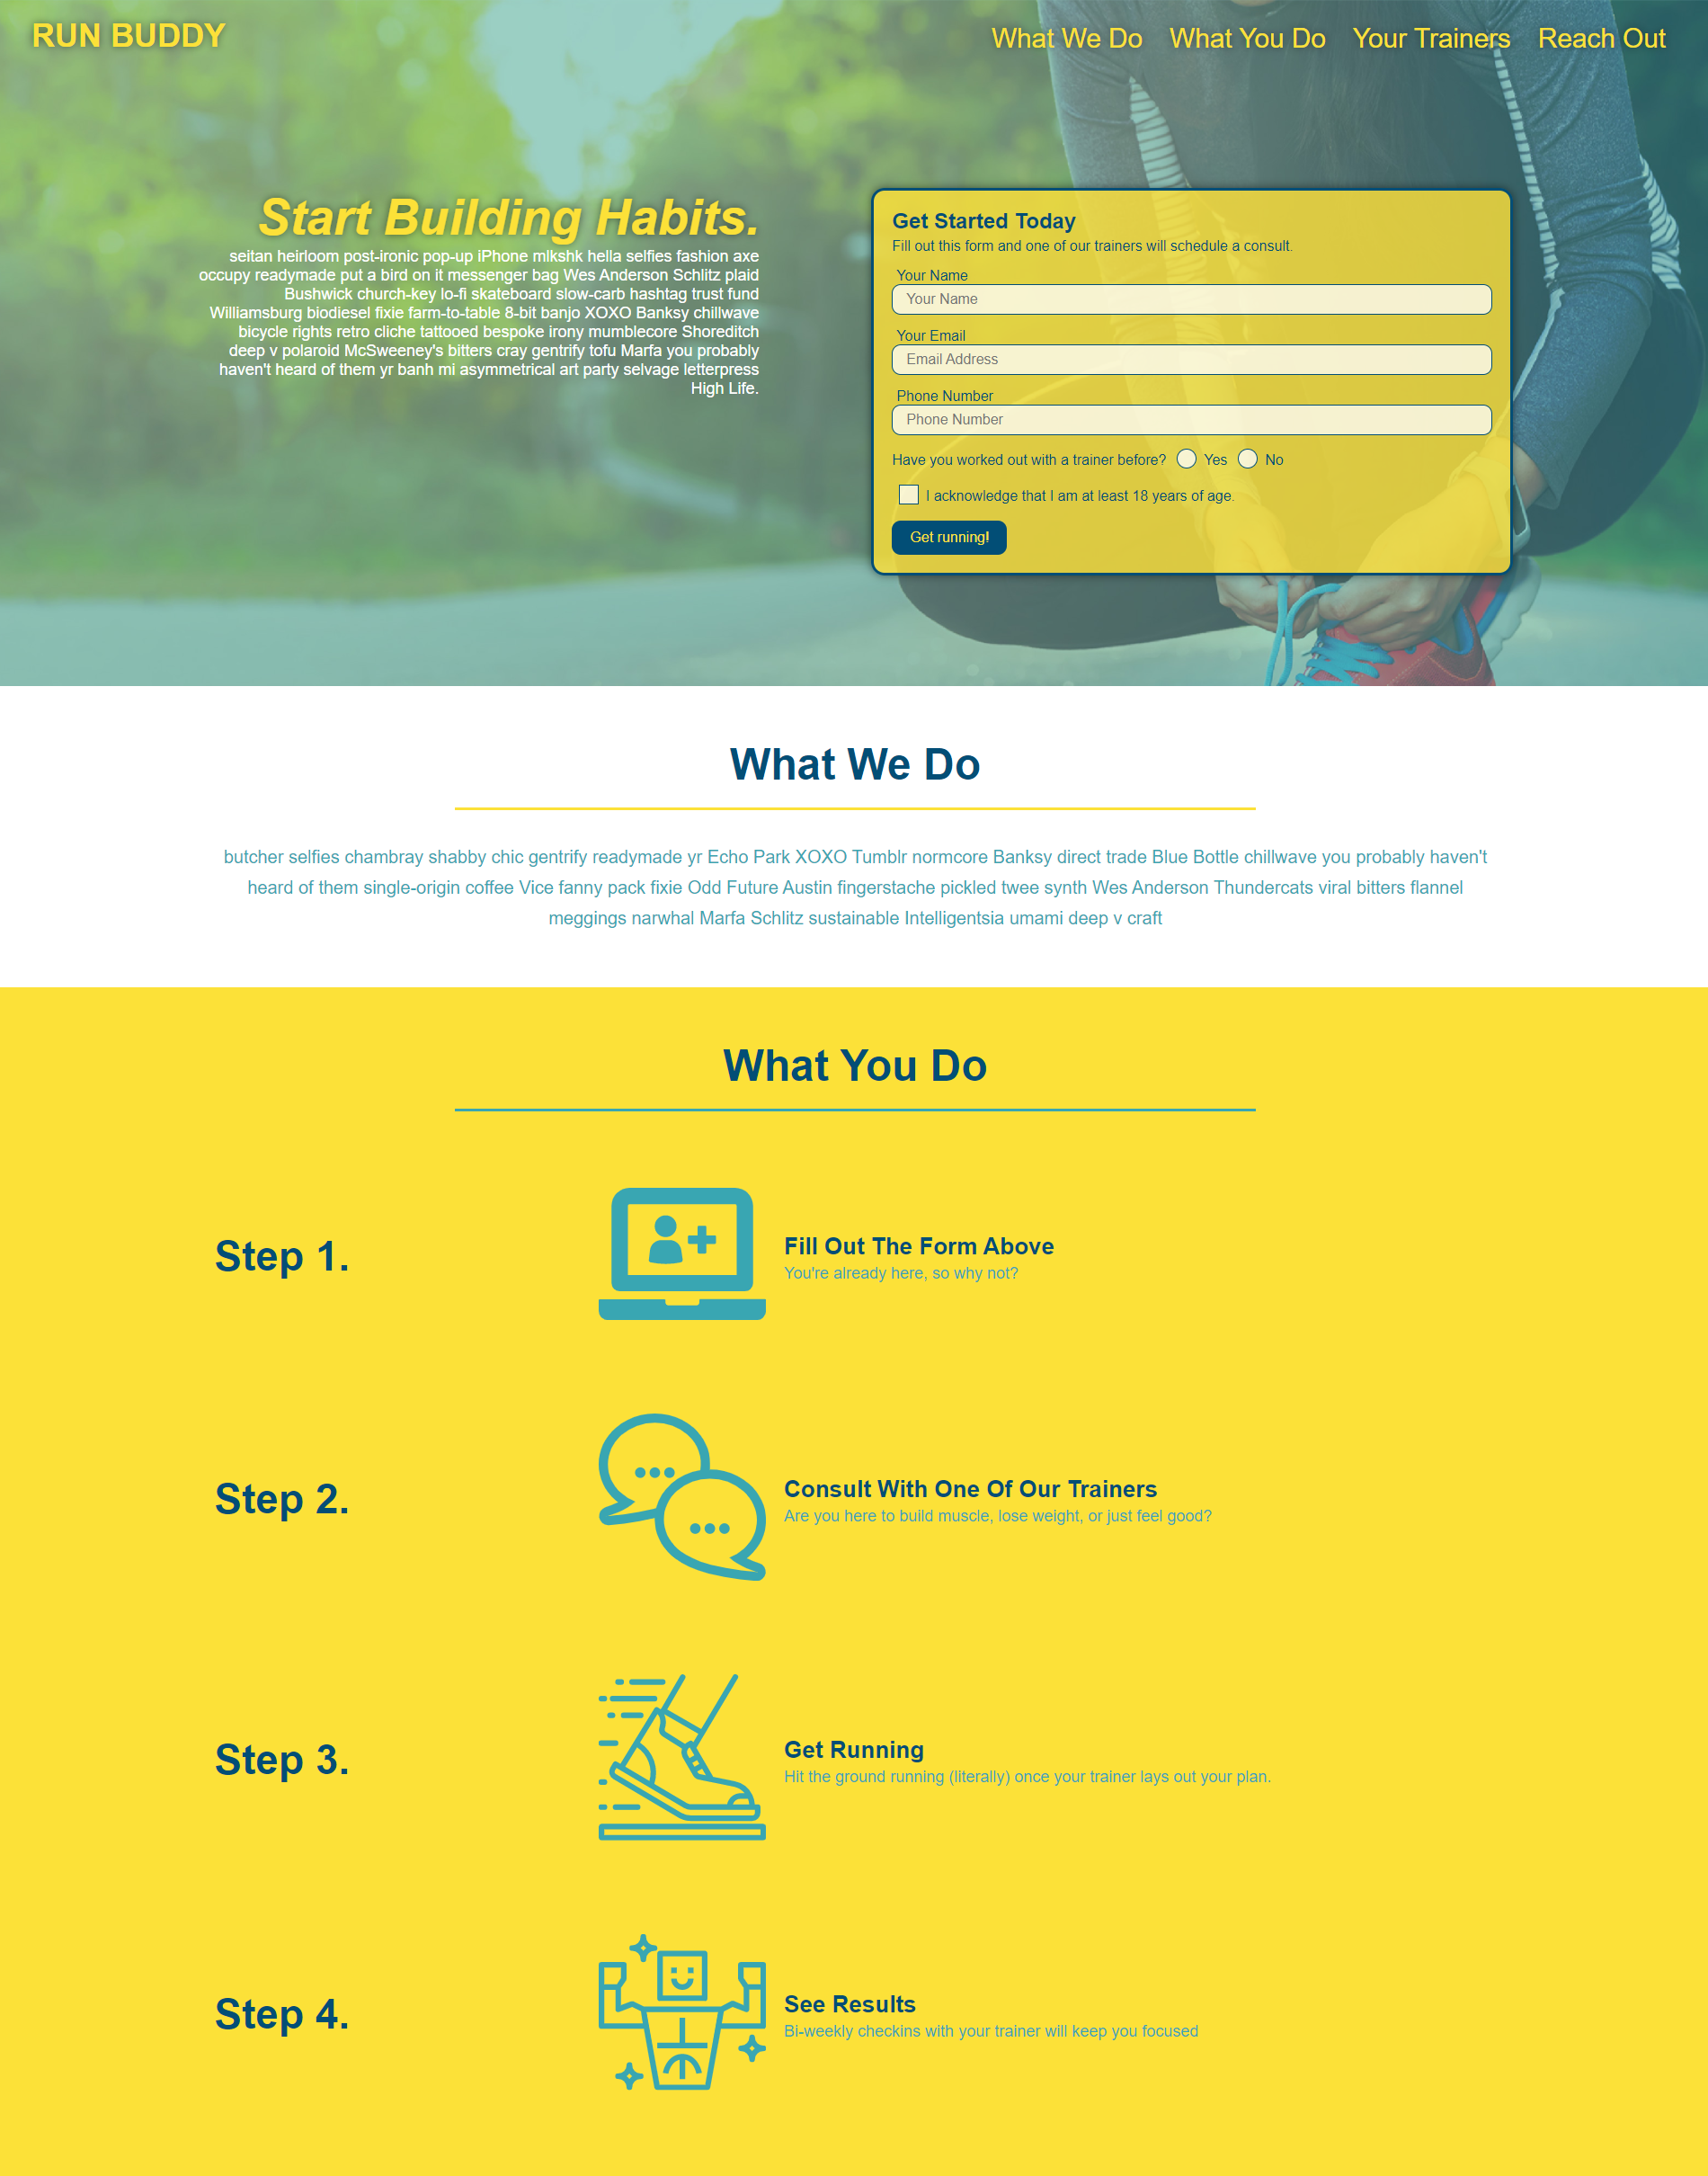 RUN BUDDY
What We Do What You Do Your Trainers Reach Out
Start Building Habits.
seitan heirloom post-ironic pop-up iPhone mlkshk hella selfies fashion axe
occupy readymade put a bird on it messenger bag Wes Anderson Schlitz plaid
Bushwick church-key lo-fi skateboard slow-carb hashtag trust fund
Williamsburg biodiesel fixie farm-to-table 8-bit banjo XOXO Banksy chillwave
bicycle rights retro cliche tattooed bespoke irony mumblecore Shoreditch
deep v polaroid McSweeney's bitters cray gentrify tofu Marfa you probably
haven't heard of them yr banh mi asymmetrical art party selvage letterpress
High Life.
Get Started Today
Fill out this form and one of our trainers will schedule a consult.
Your Name
Your Name
Your Email
Email Address
Phone Number
Phone Number
Have you worked out with a trainer before? Yes No
I acknowledge that I am at least 18 years of age.
Get running!
What We Do
butcher selfies chambray shabby chic gentrify readymade yr Echo Park XOXO Tumblr normcore Banksy direct trade Blue Bottle chillwave you probably haven't
heard of them single-origin coffee Vice fanny pack fixie Odd Future Austin fingerstache pickled twee synth Wes Anderson Thundercats viral bitters flannel
meggings narwhal Marfa Schlitz sustainable Intelligentsia umami deep v craft
What You Do
Step 1.
Fill Out The Form Above
You're already here, so why not?
Step 2.
Consult With One Of Our Trainers
Are you here to build muscle, lose weight, or just feel good?
Step 3.
Get Running
Hit the ground running (literally) once your trainer lays out your plan.
Step 4.
See Results
Bi-weekly checkins with your trainer will keep you focused